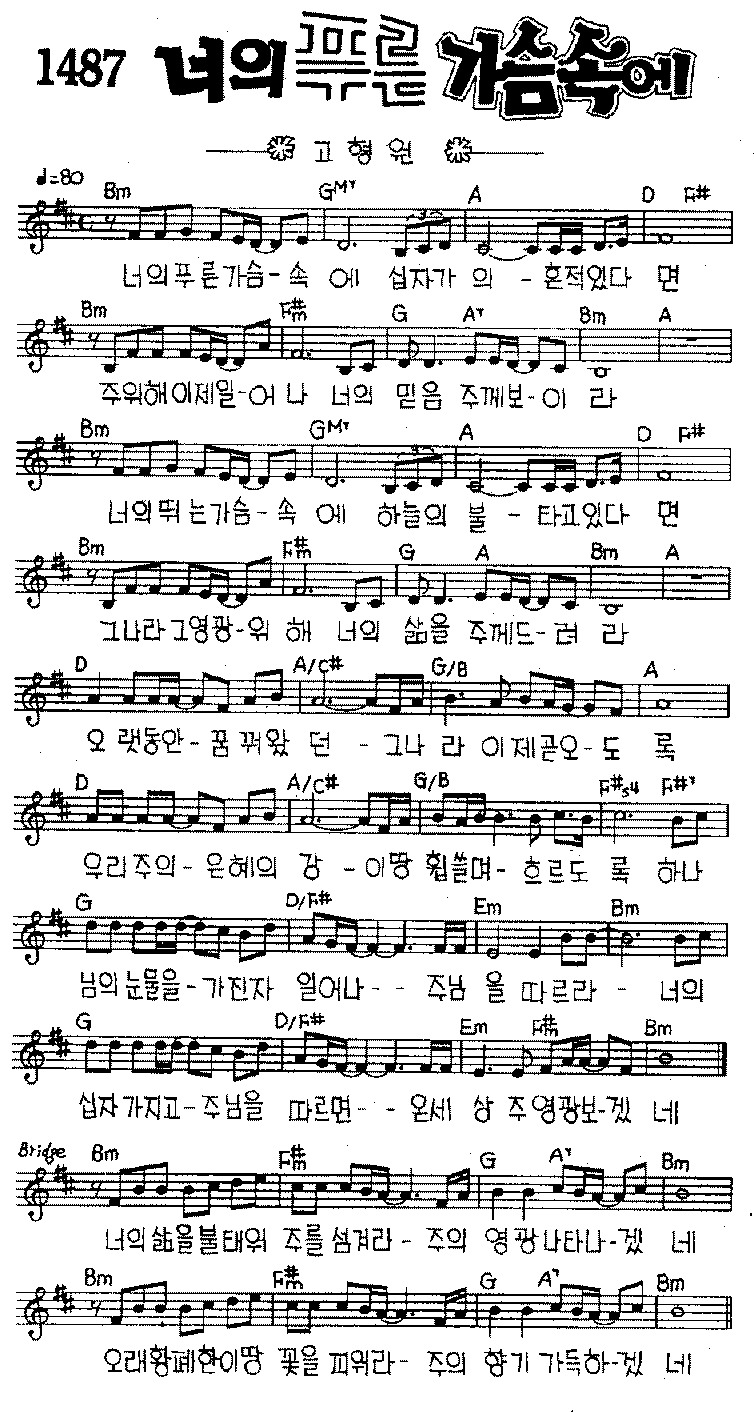 1487 너의 푸른 가슴속에
고형원
♩=80 Bm GM7 A D F#
너의푸른가슴-속 에 십자가 의 - 흔적있다 면
Bm F#m G A7 Bm A
주위해이제일-어나 너의 믿음 주께보-이 라
Bm GM7 A D F#
너의뛰는가슴-속 에 하늘의 불 - 타고있다 면
Bm F#m G A Bm A
그나라그영광-위 해 너의 삶을 주께드-려 라
D A/C# G/B A
오 랫동안-꿈 꿔왔 던 - 그나 라 이제곧오-도 록
D A/C# G/B F#s4 F#7
우리주의-은혜의 강 -이땅 휩쓸며-흐르도 록 하나
G D/F# Em Bm
님의눈물을-가진자 일어나- - 주님 을 따르라 - 너의
G D/F# Em F#m Bm
십자가지고-주님을 따르면- - 온세 상 주영광보-겠 네
Bridge Bm F#m G A7 Bm
너의삶을불태워 주를섬겨라- 주의 영광나타나-겠 네
Bm F#m G A7 Bm
오래황폐한이땅 꽃을피워라- 주의 향기 가득하-겠 네